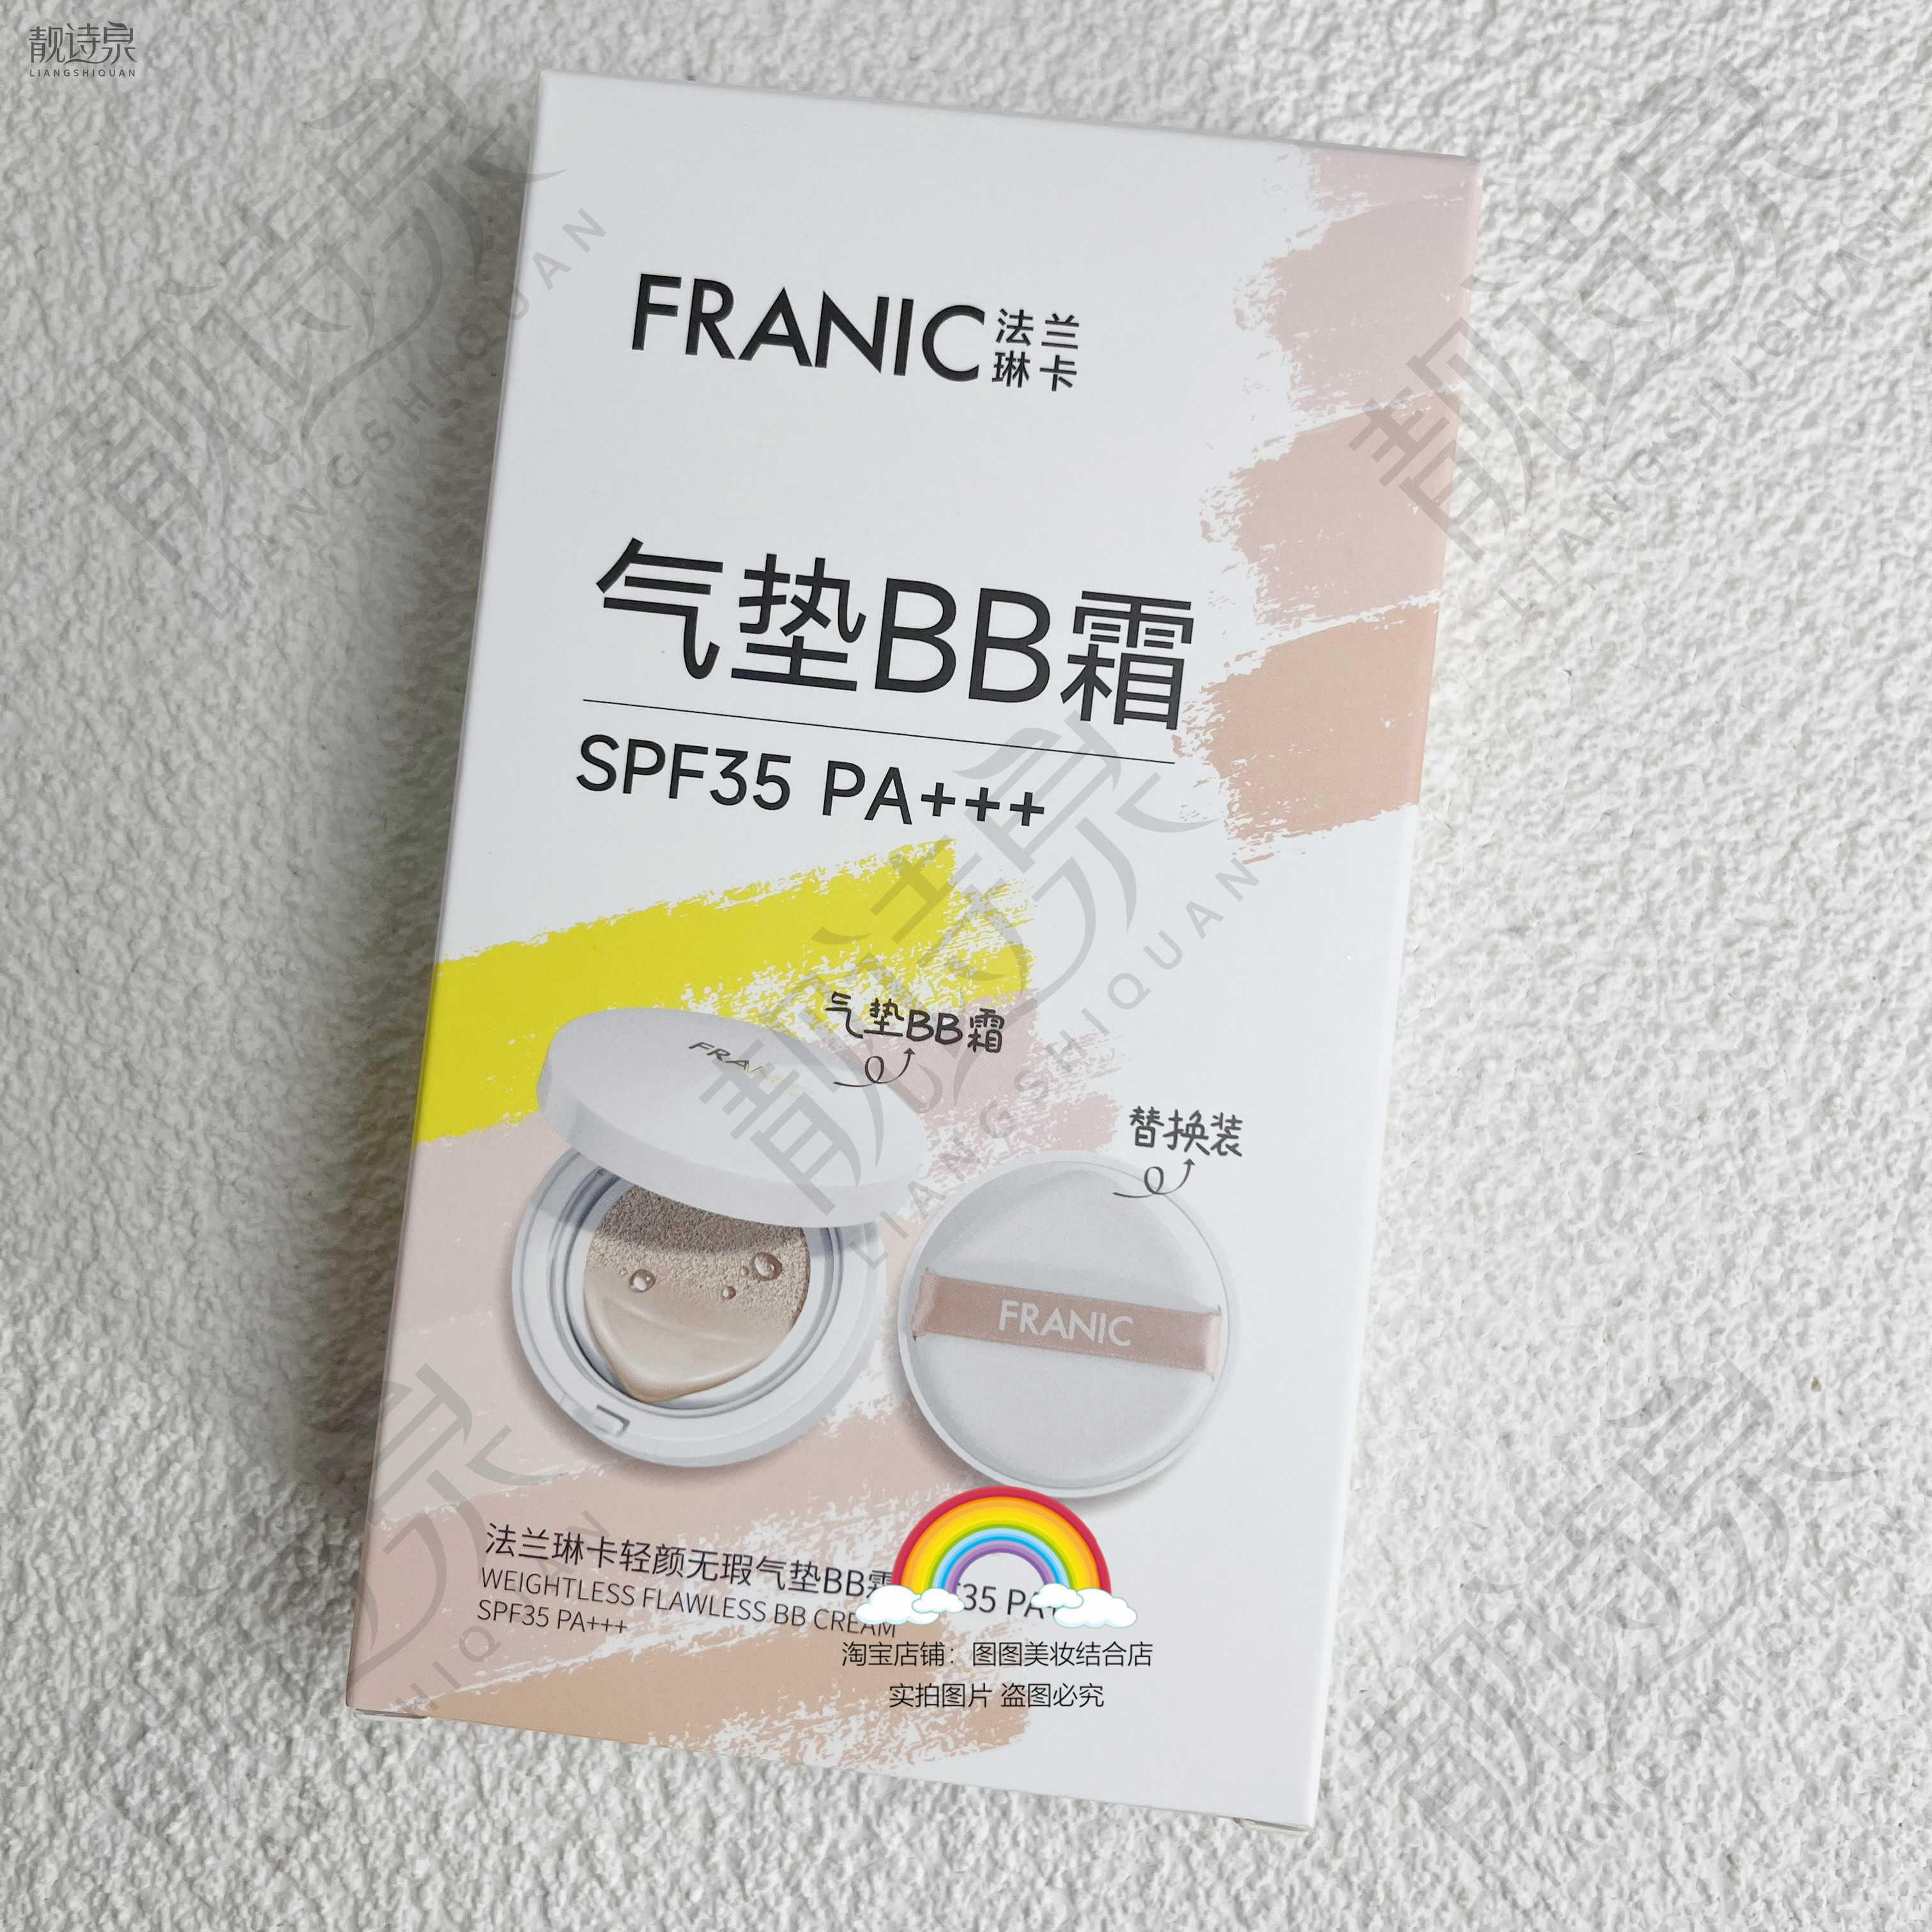 靓诗泉
LIANGSHIQUAN
FRANIC 法兰琳卡
气垫BB霜
SPF35 PA+++
气垫BB霜
替换装
FRANIC
法兰琳卡轻颜无瑕气垫BB霜 35 PA+
WEIGHTLESS FLAWLESS BB CREAM
SPF35 PA+++
淘宝店铺：图图美妆结合店
实拍图片 盗图必究